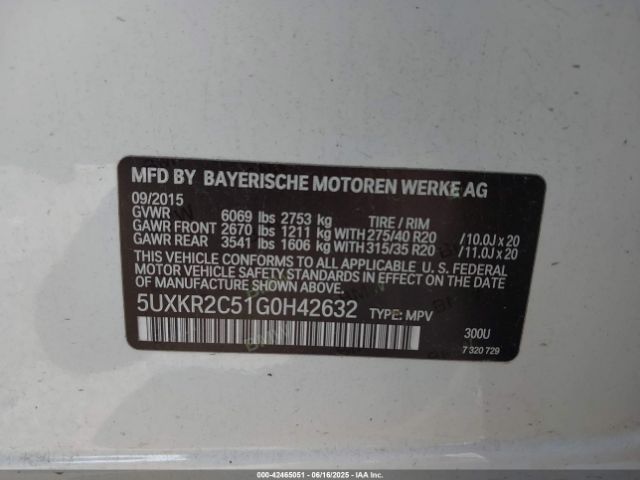 MFD BY BAYERISCHE MOTOREN WERKE AG
09/2015
GVWR 6069 lbs 2753 kg TIRE / RIM
GAWR FRONT 2670 lbs 1211 kg WITH 275/40 R20 /10.0J x 20
GAWR REAR 3541 lbs 1606 kg WITH 315/35 R20 /11.0J x 20
THIS VEHICLE CONFORMS TO ALL APPLICABLE U. S. FEDERAL
MOTOR VEHICLE SAFETY STANDARDS IN EFFECT ON THE DATE
OF MANUFACTURE SHOWN ABOVE.
5UXKR2C51G0H42632 TYPE: MPV
300U
7 320 729
000-42465051 - 06/16/2025 - IMAGE BY IAA, LLC